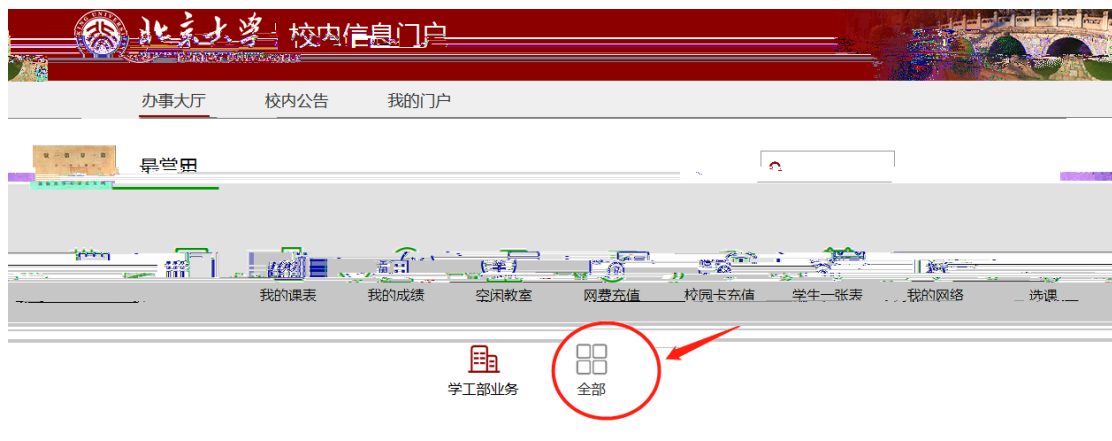 北京大学 校内信息门户
办事大厅 校内公告 我的门户
最常用
我的课表 我的成绩 空闲教室 网费充值 校园卡充值 学生一张表 我的网络 选课
学工部业务 全部